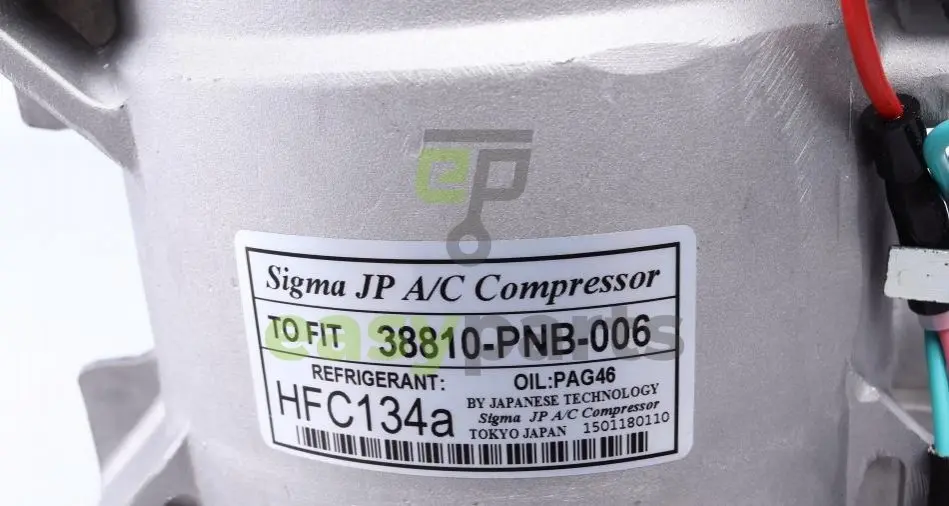 ep
Sigma JP A/C Compressor
TO FIT 38810-PNB-006
easyparts
REFRIGERANT:
HFC134a
OIL:PAG46
BY JAPANESE TECHNOLOGY
Sigma JP A/C Compressor
TOKYO JAPAN 1501180110